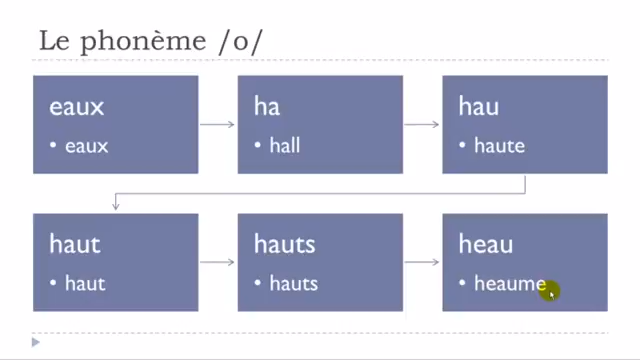 Le phonème /o/
eaux
• eaux
ha
• hall
hau
• haute
haut
• haut
hauts
• hauts
heau
• heaume